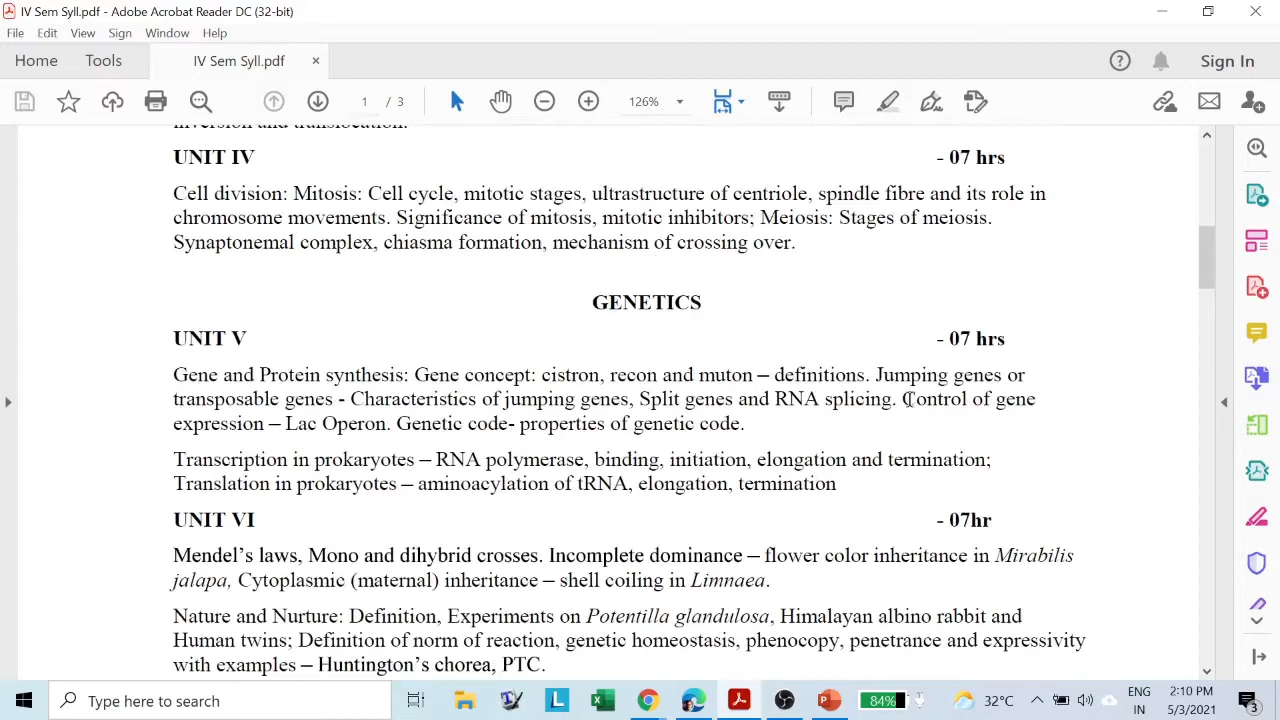 IV Sem Syll.pdf - Adobe Acrobat Reader DC (32-bit)
File Edit View Sign Window Help
Home Tools IV Sem Syll.pdf × Sign In
1 / 3 126%
inversion and translocation.
UNIT IV - 07 hrs
Cell division: Mitosis: Cell cycle, mitotic stages, ultrastructure of centriole, spindle fibre and its role in
chromosome movements. Significance of mitosis, mitotic inhibitors; Meiosis: Stages of meiosis.
Synaptonemal complex, chiasma formation, mechanism of crossing over.
GENETICS
UNIT V - 07 hrs
Gene and Protein synthesis: Gene concept: cistron, recon and muton – definitions. Jumping genes or
transposable genes - Characteristics of jumping genes, Split genes and RNA splicing. Control of gene
expression – Lac Operon. Genetic code- properties of genetic code.
Transcription in prokaryotes – RNA polymerase, binding, initiation, elongation and termination;
Translation in prokaryotes – aminoacylation of tRNA, elongation, termination
UNIT VI - 07hr
Mendel’s laws, Mono and dihybrid crosses. Incomplete dominance – flower color inheritance in Mirabilis
jalapa, Cytoplasmic (maternal) inheritance – shell coiling in Limnaea.
Nature and Nurture: Definition, Experiments on Potentilla glandulosa, Himalayan albino rabbit and
Human twins; Definition of norm of reaction, genetic homeostasis, phenocopy, penetrance and expressivity
with examples – Huntington’s chorea, PTC.
Type here to search 84% 32°C ENG 2:10 PM
IN 5/3/2021 3